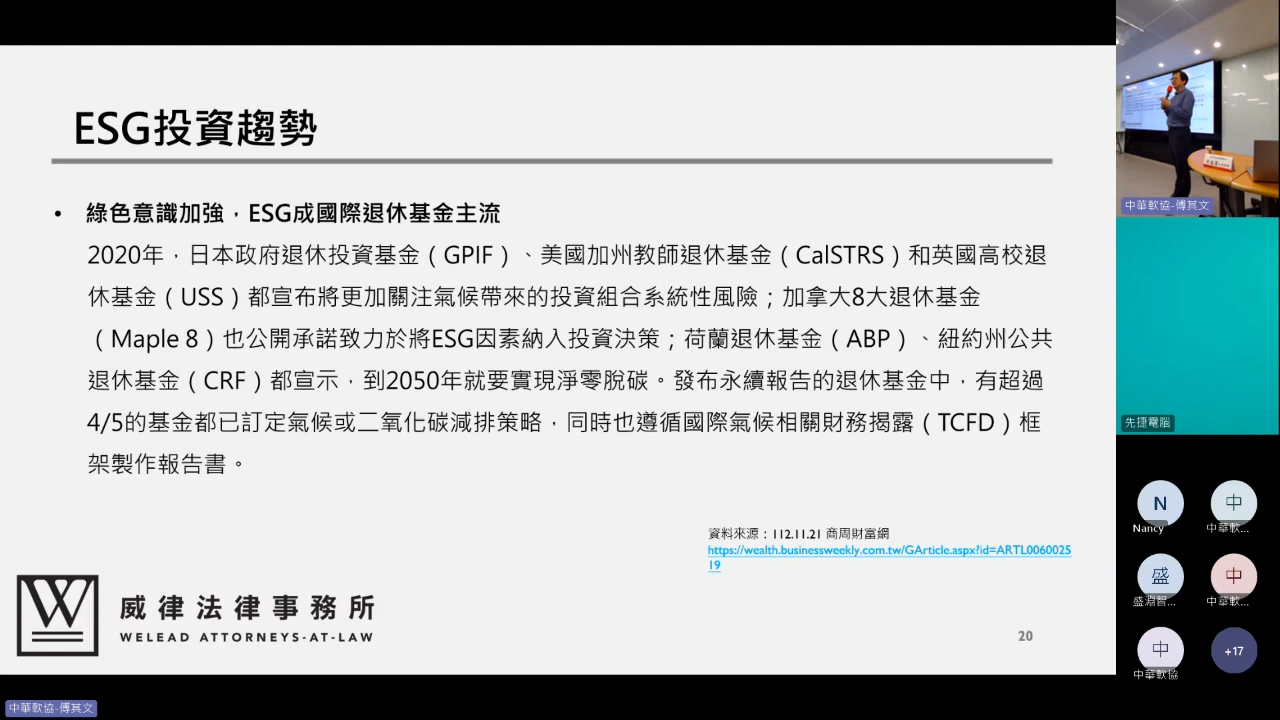 ESG投資趨勢
• 綠色意識加強，ESG成國際退休基金主流
2020年，日本政府退休投資基金（GPIF）、美國加州教師退休基金（CalSTRS）和英國高校退
休基金（USS）都宣布將更加關注氣候帶來的投資組合系統性風險；加拿大8大退休基金
（Maple 8）也公開承諾致力於將ESG因素納入投資決策；荷蘭退休基金（ABP）、紐約州公共
退休基金（CRF）都宣示，到2050年就要實現淨零脫碳。發布永續報告的退休基金中，有超過
4/5的基金都已訂定氣候或二氧化碳減排策略，同時也遵循國際氣候相關財務揭露（TCFD）框
架製作報告書。
資料來源：112.11.21 商周財富網
https://wealth.businessweekly.com.tw/GArticle.aspx?id=ARTL0060025
19
W
威律法律事務所
WELEAD ATTORNEYS-AT-LAW
20
中華軟協-傅其文
中華軟協-傅其文
先捷電腦
N
Nancy
中
中華軟...
盛
盛淵智...
中
中華軟...
中
中華軟協
+17